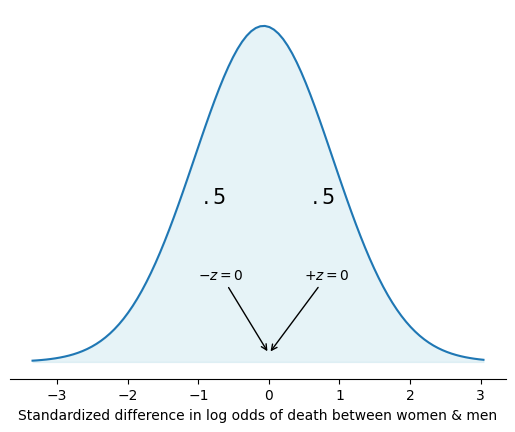 .5 .5
−z = 0 +z = 0
−3 −2 −1 0 1 2 3
Standardized difference in log odds of death between women & men